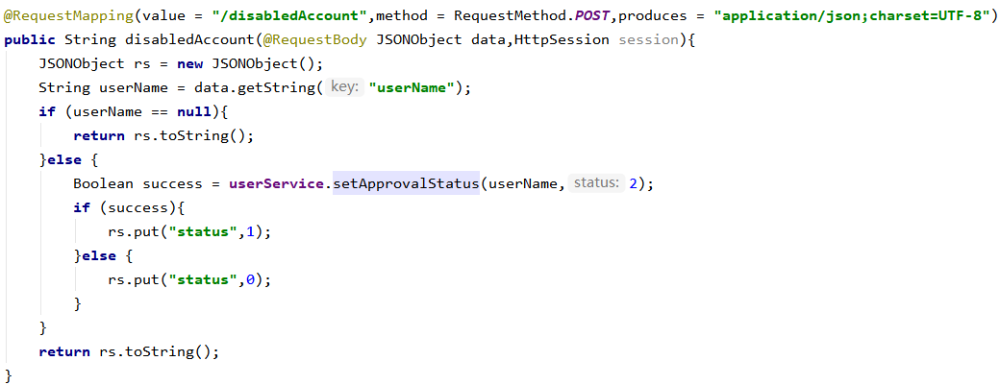 @RequestMapping(value = "/disabledAccount",method = RequestMethod.POST,produces = "application/json;charset=UTF-8")
public String disabledAccount(@RequestBody JSONObject data,HttpSession session){
    JSONObject rs = new JSONObject();
    String userName = data.getString( key: "userName");
    if (userName == null){
        return rs.toString();
    }else {
        Boolean success = userService.setApprovalStatus(userName, status: 2);
        if (success){
            rs.put("status",1);
        }else {
            rs.put("status",0);
        }
    }
    return rs.toString();
}